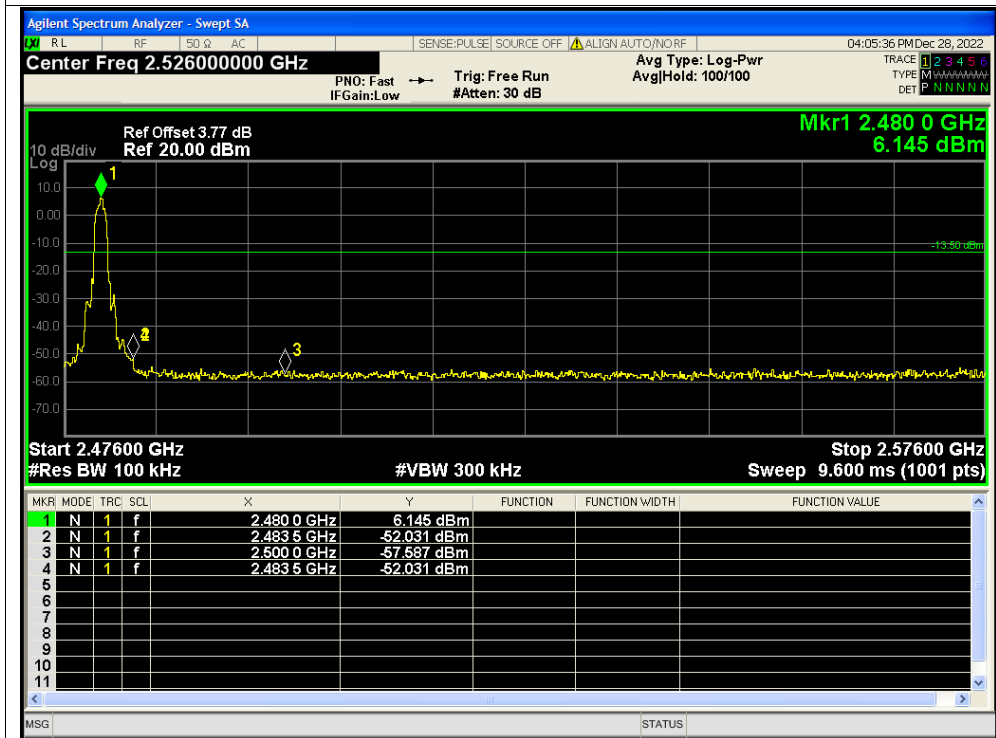 Agilent Spectrum Analyzer - Swept SA
LXI RL RF 50 Ω AC SENSE:PULSE SOURCE OFF ALIGN AUTO/NO RF 04:05:36 PM Dec 28, 2022
Center Freq 2.526000000 GHz
PNO: Fast
IFGain:Low
Trig: Free Run
#Atten: 30 dB
Avg Type: Log-Pwr
Avg|Hold: 100/100
TRACE 1 2 3 4 5 6
TYPE M
DET P N N N N N
Mkr1 2.480 0 GHz
6.145 dBm
Ref Offset 3.77 dB
10 dB/div Ref 20.00 dBm
Log
1
10.0
0.00
-10.0
-13.50 dBm
-20.0
-30.0
-40.0
-50.0
3
-60.0
-70.0
Start 2.47600 GHz Stop 2.57600 GHz
#Res BW 100 kHz #VBW 300 kHz Sweep 9.600 ms (1001 pts)
MKR MODE TRC SCL X Y FUNCTION FUNCTION WIDTH FUNCTION VALUE
1 N 1 f 2.480 0 GHz 6.145 dBm
2 N 1 f 2.483 5 GHz -52.031 dBm
3 N 1 f 2.500 0 GHz -57.587 dBm
4 N 1 f 2.483 5 GHz -52.031 dBm
5
6
7
8
9
10
11
MSG STATUS